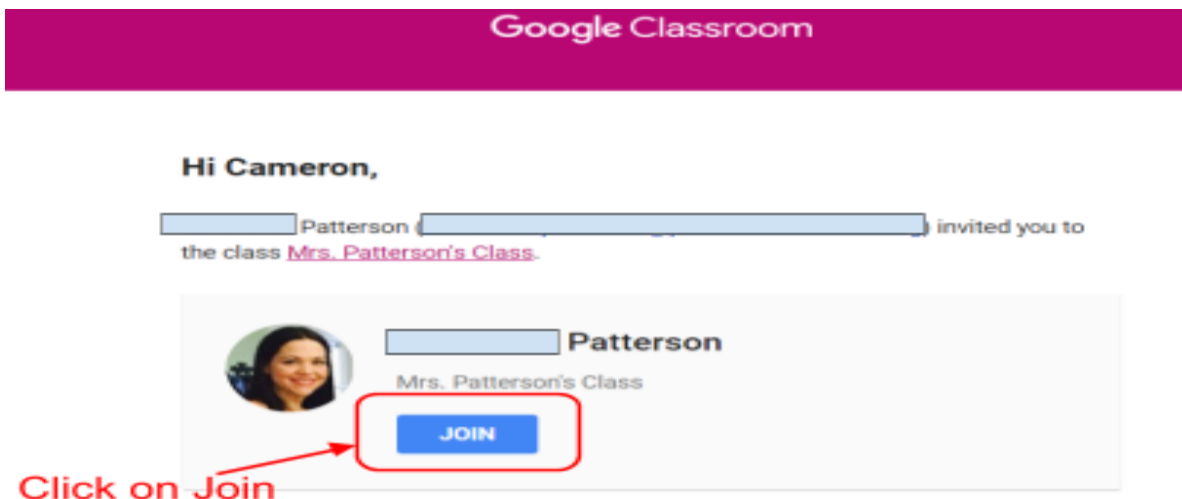 Google Classroom
Hi Cameron,
Patterson ( ) invited you to
the class Mrs. Patterson's Class.
Patterson
Mrs. Patterson's Class
JOIN
Click on Join